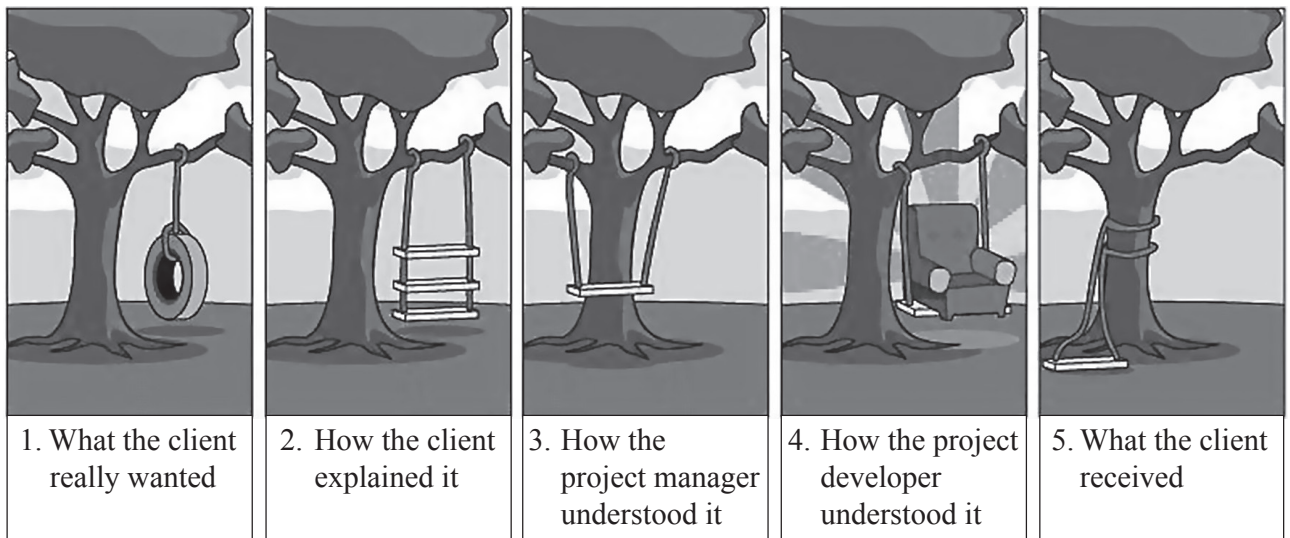 1. What the client
really wanted
2. How the client
explained it
3. How the
project manager
understood it
4. How the project
developer
understood it
5. What the client
received